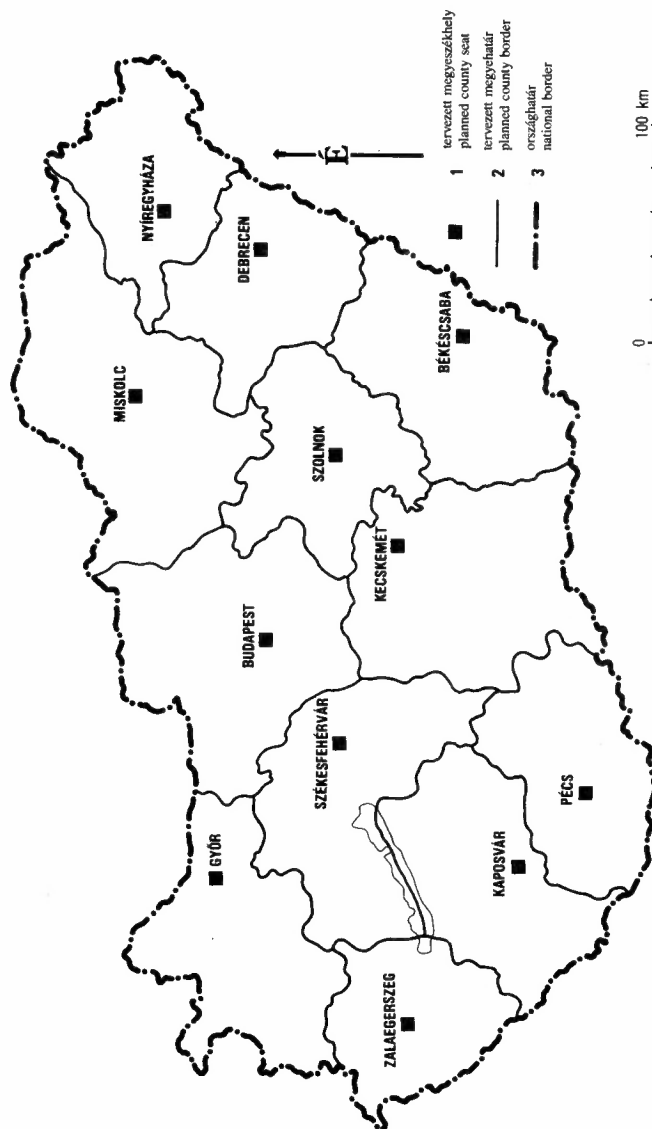 NYÍREGYHÁZA
MISKOLC
DEBRECEN
BÉKÉSCSABA
SZOLNOK
BUDAPEST
KECSKEMÉT
GYŐR
SZÉKESFEHÉRVÁR
PÉCS
KAPOSVÁR
ZALAEGERSZEG
É
1 tervezett megyeszékhely
planned county seat
2 tervezett megyehatár
planned county border
3 országhatár
national border
0 100 km